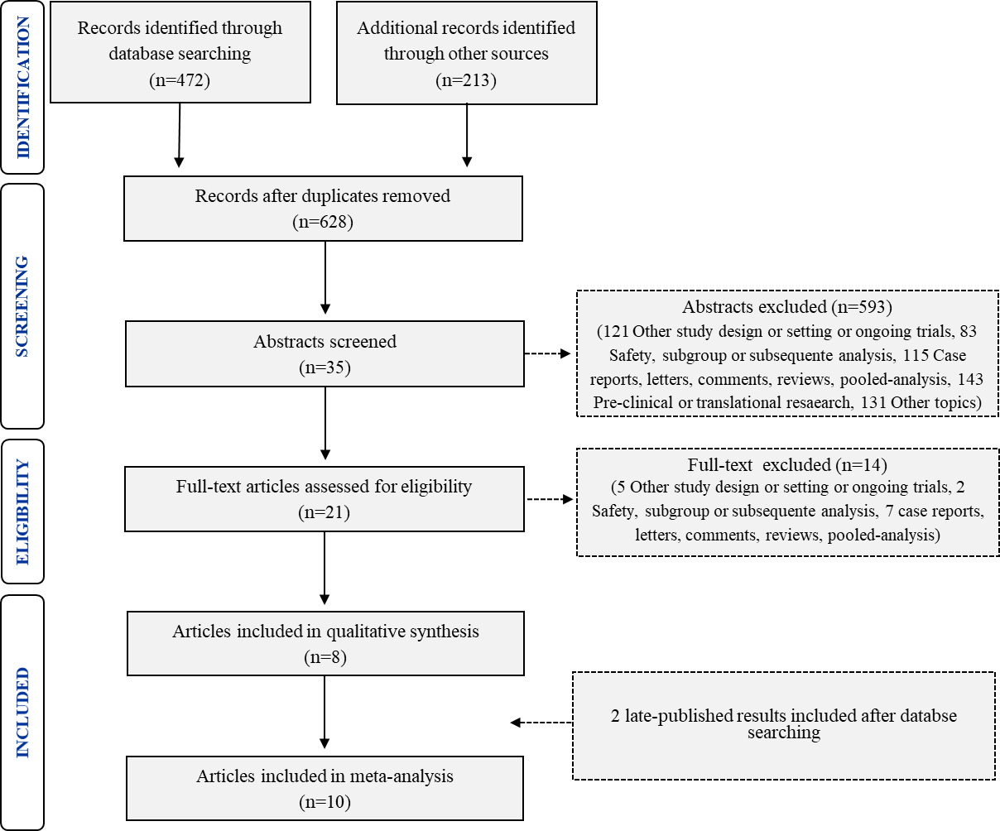 IDENTIFICATION
Records identified through
database searching
(n=472)
Additional records identified
through other sources
(n=213)
SCREENING
Records after duplicates removed
(n=628)
Abstracts screened
(n=35)
Abstracts excluded (n=593)
(121 Other study design or setting or ongoing trials, 83
Safety, subgroup or subsequente analysis, 115 Case
reports, letters, comments, reviews, pooled-analysis, 143
Pre-clinical or translational resaearch, 131 Other topics)
ELIGIBILITY
Full-text articles assessed for eligibility
(n=21)
Full-text excluded (n=14)
(5 Other study design or setting or ongoing trials, 2
Safety, subgroup or subsequente analysis, 7 case reports,
letters, comments, reviews, pooled-analysis)
INCLUDED
Articles included in qualitative synthesis
(n=8)
2 late-published results included after databse
searching
Articles included in meta-analysis
(n=10)